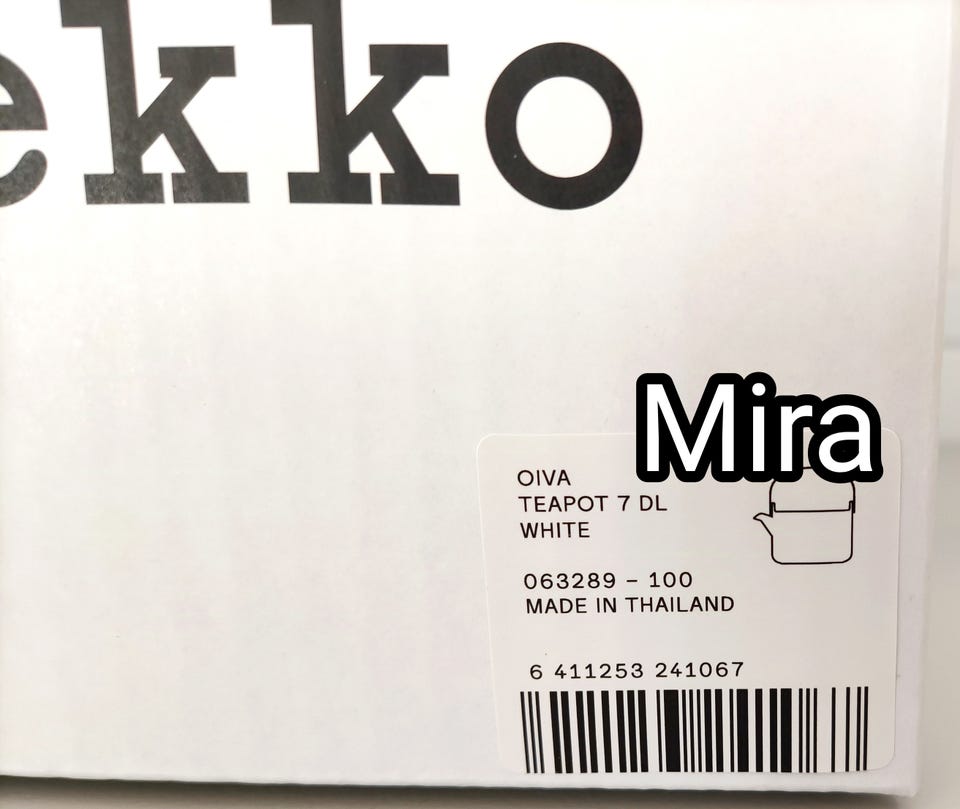 ekko
Mira
OIVA
TEAPOT 7 DL
WHITE
063289 – 100
MADE IN THAILAND
6 411253 241067